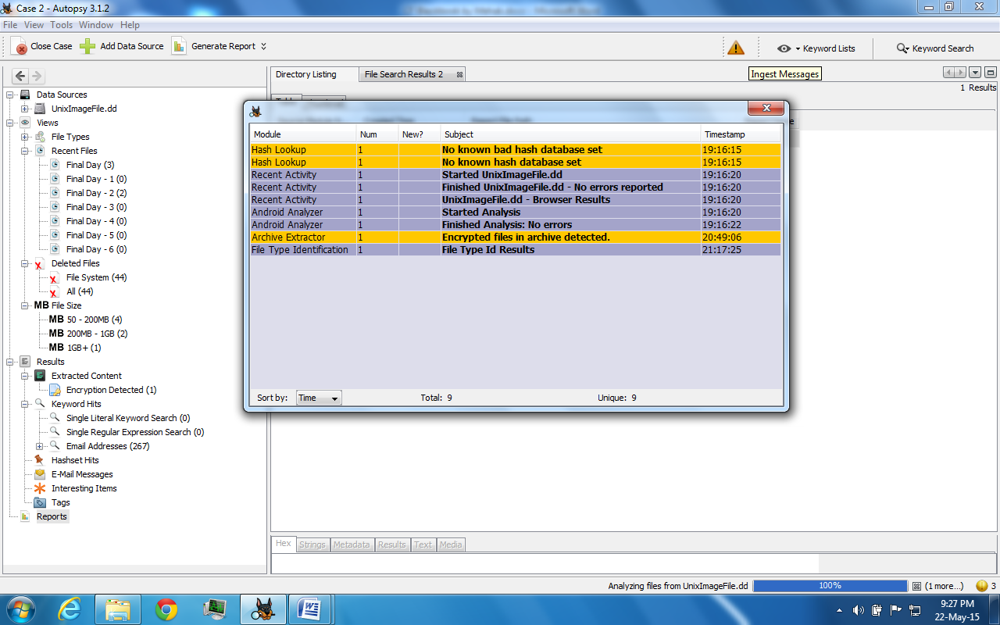 Case 2 - Autopsy 3.1.2
File View Tools Window Help
Close Case Add Data Source Generate Report Keyword Lists Keyword Search
Directory Listing File Search Results 2 Ingest Messages
1 Results
Data Sources
UnixImageFile.dd
Views
File Types
Recent Files
Final Day (3)
Final Day - 1 (0)
Final Day - 2 (2)
Final Day - 3 (0)
Final Day - 4 (0)
Final Day - 5 (0)
Final Day - 6 (0)
Deleted Files
File System (44)
All (44)
MB File Size
MB 50 - 200MB (4)
MB 200MB - 1GB (2)
MB 1GB+ (1)
Results
Extracted Content
Encryption Detected (1)
Keyword Hits
Single Literal Keyword Search (0)
Single Regular Expression Search (0)
Email Addresses (267)
Hashset Hits
E-Mail Messages
Interesting Items
Tags
Reports
Module Num New? Subject Timestamp
Hash Lookup 1 No known bad hash database set 19:16:15
Hash Lookup 1 No known hash database set 19:16:15
Recent Activity 1 Started UnixImageFile.dd 19:16:20
Recent Activity 1 Finished UnixImageFile.dd - No errors reported 19:16:20
Recent Activity 1 UnixImageFile.dd - Browser Results 19:16:20
Android Analyzer 1 Started Analysis 19:16:20
Android Analyzer 1 Finished Analysis: No errors 19:16:22
Archive Extractor 1 Encrypted files in archive detected. 20:49:06
File Type Identification 1 File Type Id Results 21:17:25
Sort by: Time Total: 9 Unique: 9
Hex Strings Metadata Results Text Media
Analyzing files from UnixImageFile.dd 100% (1 more...) 3
9:27 PM
22-May-15